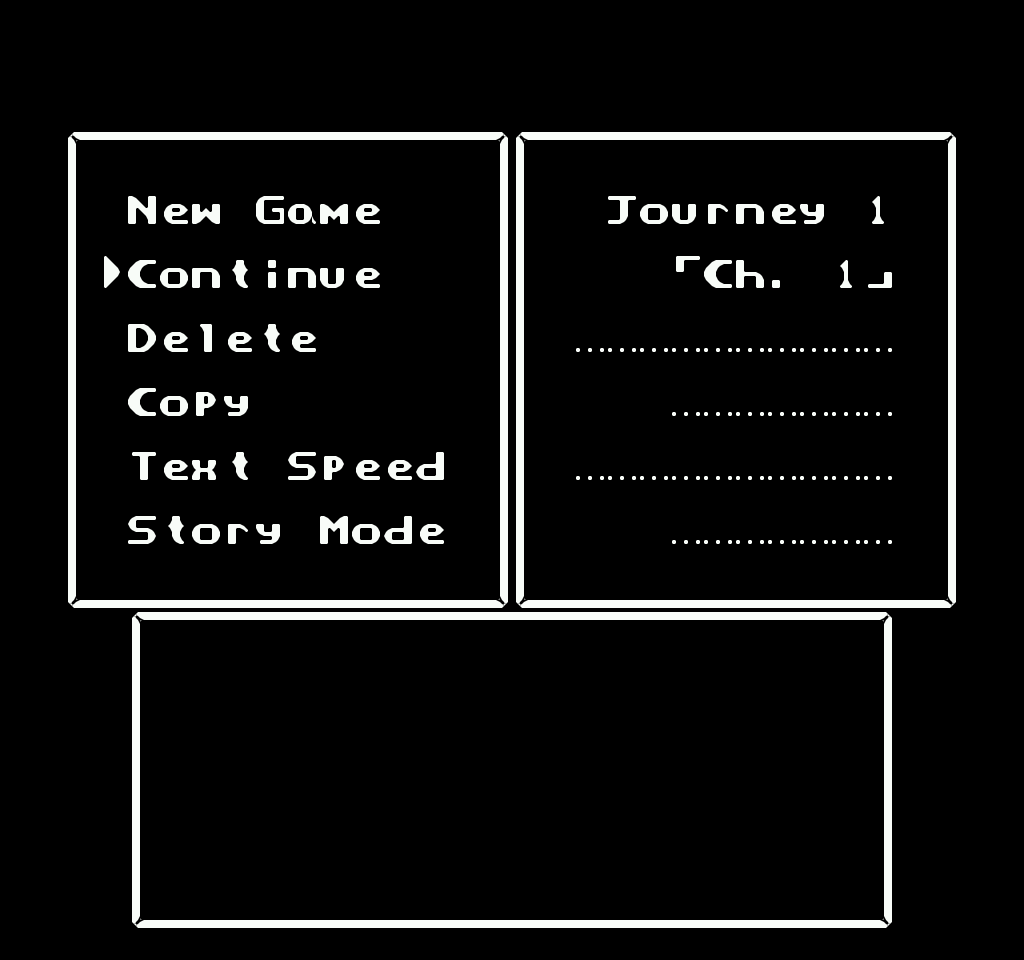 New Game
Continue
Delete
Copy
Text Speed
Story Mode
Journey 1
「Ch. 1」
....................
..............
....................
..............